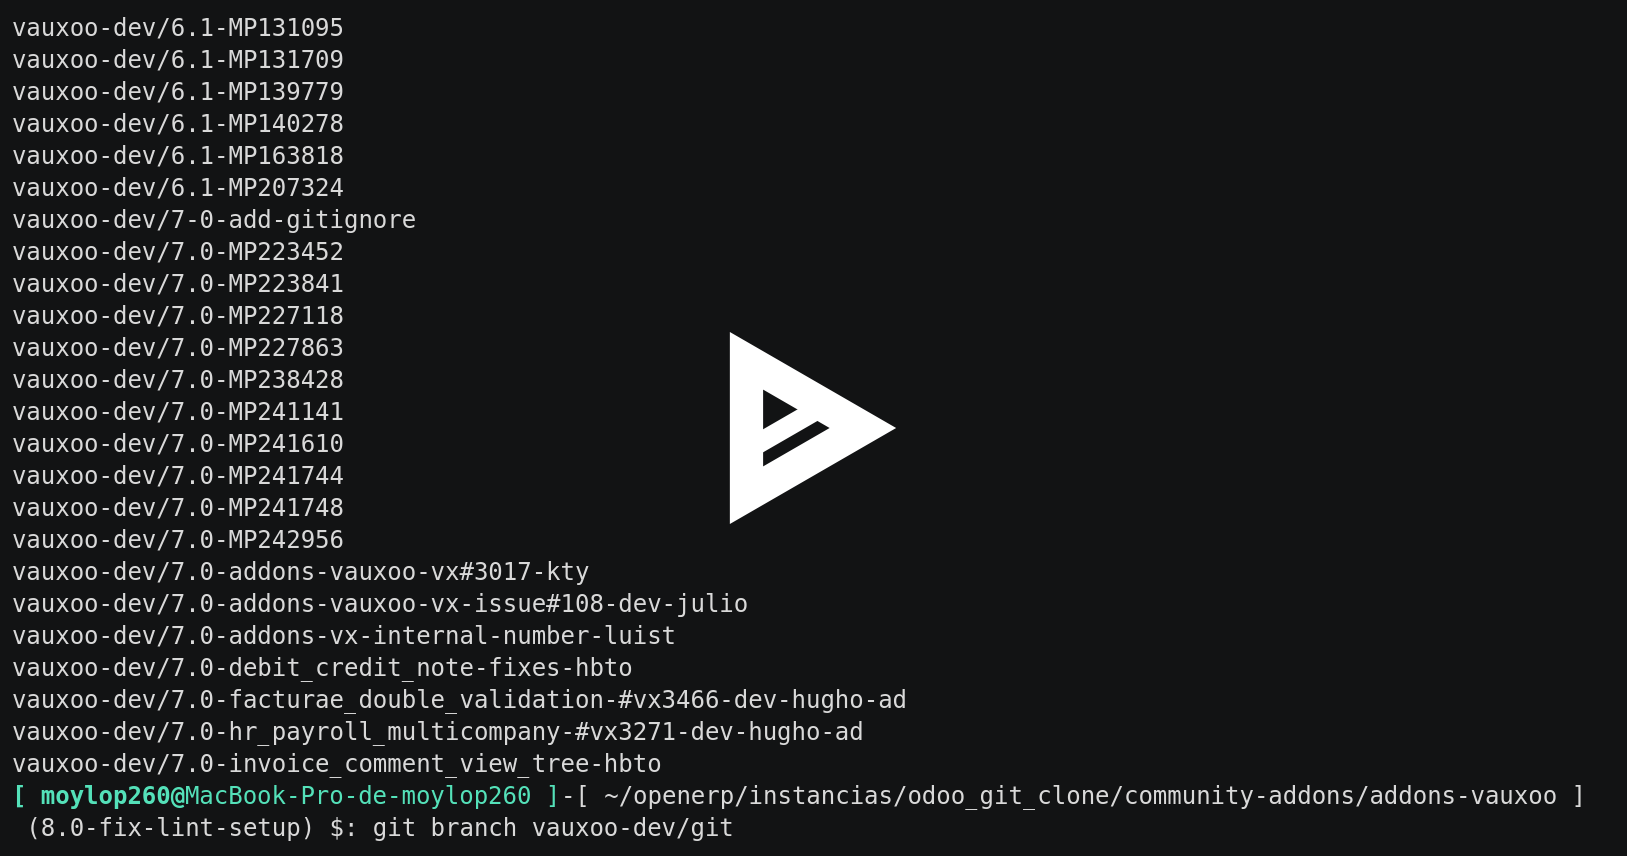 vauxoo-dev/6.1-MP131095
vauxoo-dev/6.1-MP131709
vauxoo-dev/6.1-MP139779
vauxoo-dev/6.1-MP140278
vauxoo-dev/6.1-MP163818
vauxoo-dev/6.1-MP207324
vauxoo-dev/7-0-add-gitignore
vauxoo-dev/7.0-MP223452
vauxoo-dev/7.0-MP223841
vauxoo-dev/7.0-MP227118
vauxoo-dev/7.0-MP227863
vauxoo-dev/7.0-MP238428
vauxoo-dev/7.0-MP241141
vauxoo-dev/7.0-MP241610
vauxoo-dev/7.0-MP241744
vauxoo-dev/7.0-MP241748
vauxoo-dev/7.0-MP242956
vauxoo-dev/7.0-addons-vauxoo-vx#3017-kty
vauxoo-dev/7.0-addons-vauxoo-vx-issue#108-dev-julio
vauxoo-dev/7.0-addons-vx-internal-number-luist
vauxoo-dev/7.0-debit_credit_note-fixes-hbto
vauxoo-dev/7.0-facturae_double_validation-#vx3466-dev-hugho-ad
vauxoo-dev/7.0-hr_payroll_multicompany-#vx3271-dev-hugho-ad
vauxoo-dev/7.0-invoice_comment_view_tree-hbto
[ moylop260@MacBook-Pro-de-moylop260 ]-[ ~/openerp/instancias/odoo_git_clone/community-addons/addons-vauxoo ]
(8.0-fix-lint-setup) $: git branch vauxoo-dev/git